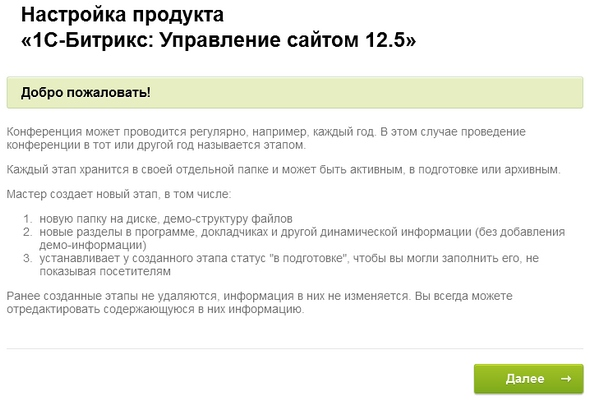 Настройка продукта
«1С-Битрикс: Управление сайтом 12.5»
Добро пожаловать!
Конференция может проводится регулярно, например, каждый год. В этом случае проведение
конференции в тот или другой год называется этапом.
Каждый этап хранится в своей отдельной папке и может быть активным, в подготовке или архивным.
Мастер создает новый этап, в том числе:
1. новую папку на диске, демо-структуру файлов
2. новые разделы в программе, докладчиках и другой динамической информации (без добавления
демо-информации)
3. устанавливает у созданного этапа статус "в подготовке", чтобы вы могли заполнить его, не
показывая посетителям
Ранее созданные этапы не удаляются, информация в них не изменяется. Вы всегда можете
отредактировать содержающуюся в них информацию.
Далее →